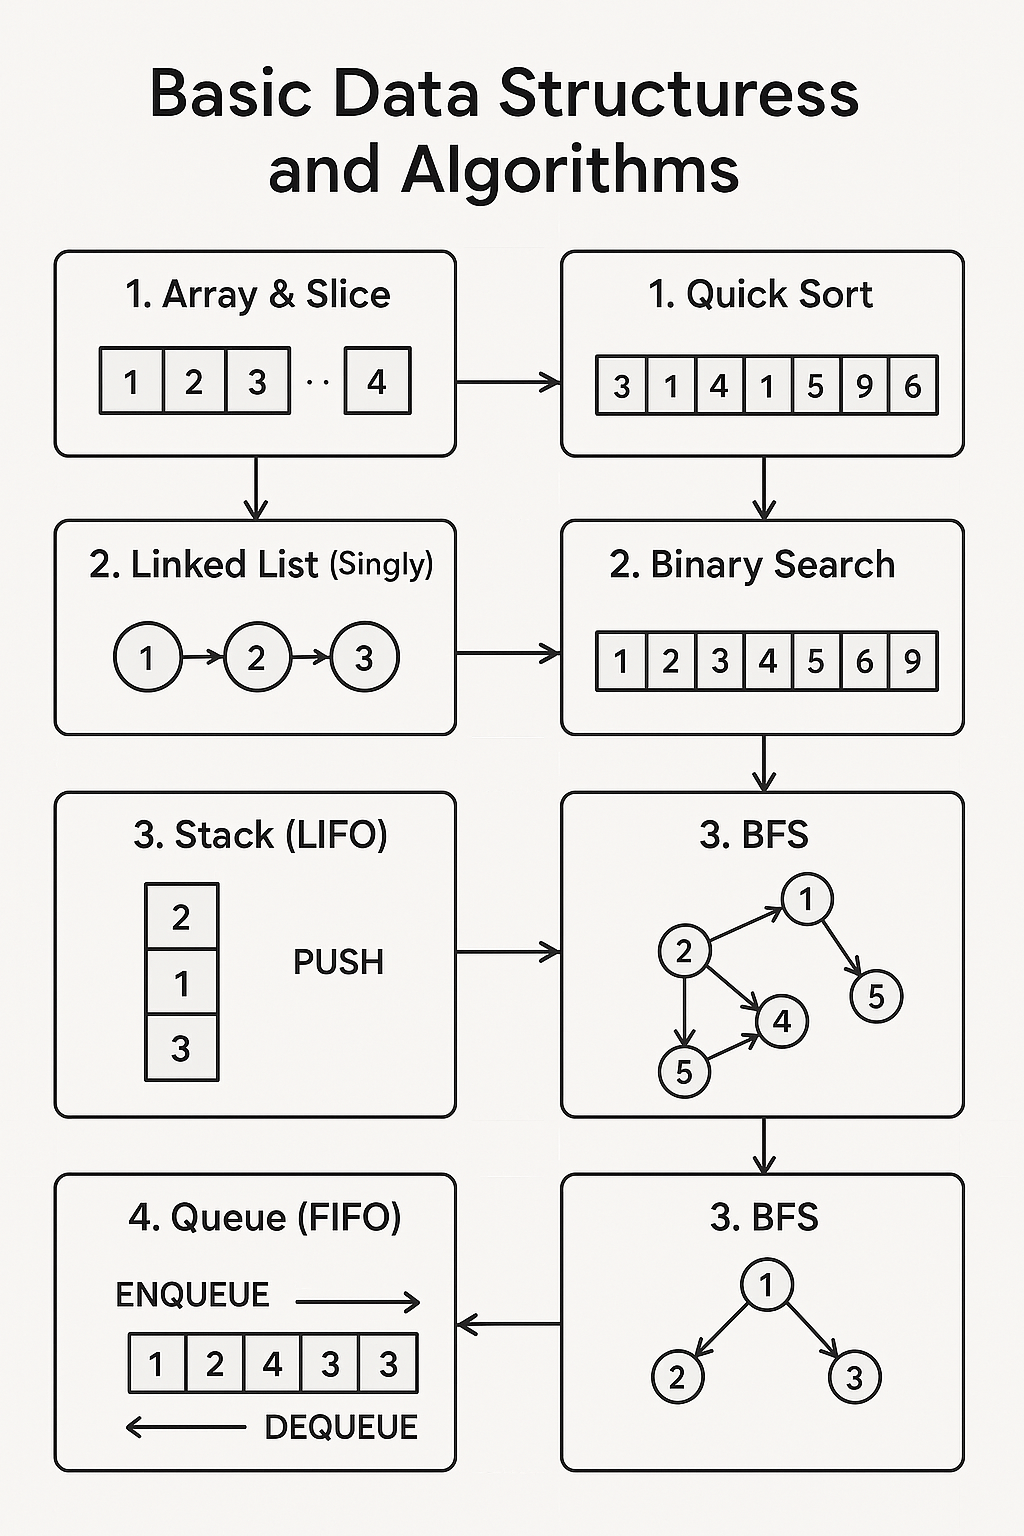 Basic Data Structuress
and Algorithms
1. Array & Slice
1 2 3 ·· 4
1. Quick Sort
3 1 4 1 5 9 6
2. Linked List (Singly)
1 2 3
2. Binary Search
1 2 3 4 5 6 9
3. Stack (LIFO)
2
1
3
PUSH
3. BFS
1
2
5
4
5
4. Queue (FIFO)
ENQUEUE
1 2 4 3 3
DEQUEUE
3. BFS
1
2 3